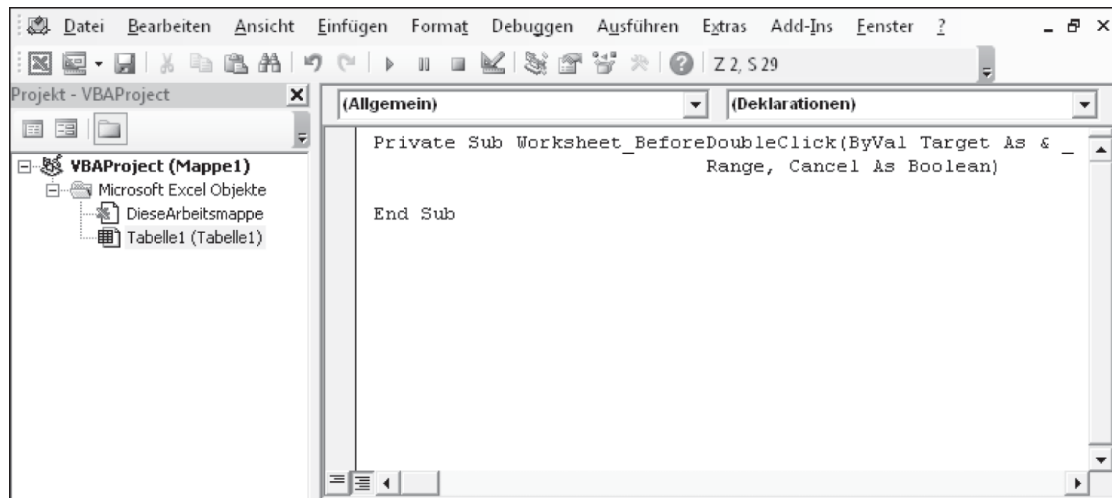 Datei Bearbeiten Ansicht Einfügen Format Debuggen Ausführen Extras Add-Ins Fenster ?
Z 2, S 29
Projekt - VBAProject
(Allgemein) (Deklarationen)
VBAProject (Mappe1)
Microsoft Excel Objekte
DieseArbeitsmappe
Tabelle1 (Tabelle1)
Private Sub Worksheet_BeforeDoubleClick(ByVal Target As & _
Range, Cancel As Boolean)
End Sub